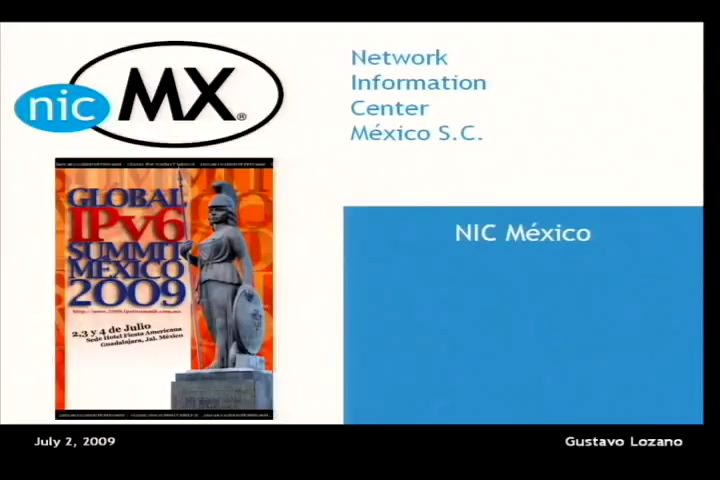 nic MX®
Network
Information
Center
México S.C.
GLOBAL
IPv6
SUMMIT
MÉXICO
2009
2,3 y 4 de Julio
Sede Hotel Fiesta Americana
Guadalajara, Jal. México
NIC México
July 2, 2009
Gustavo Lozano